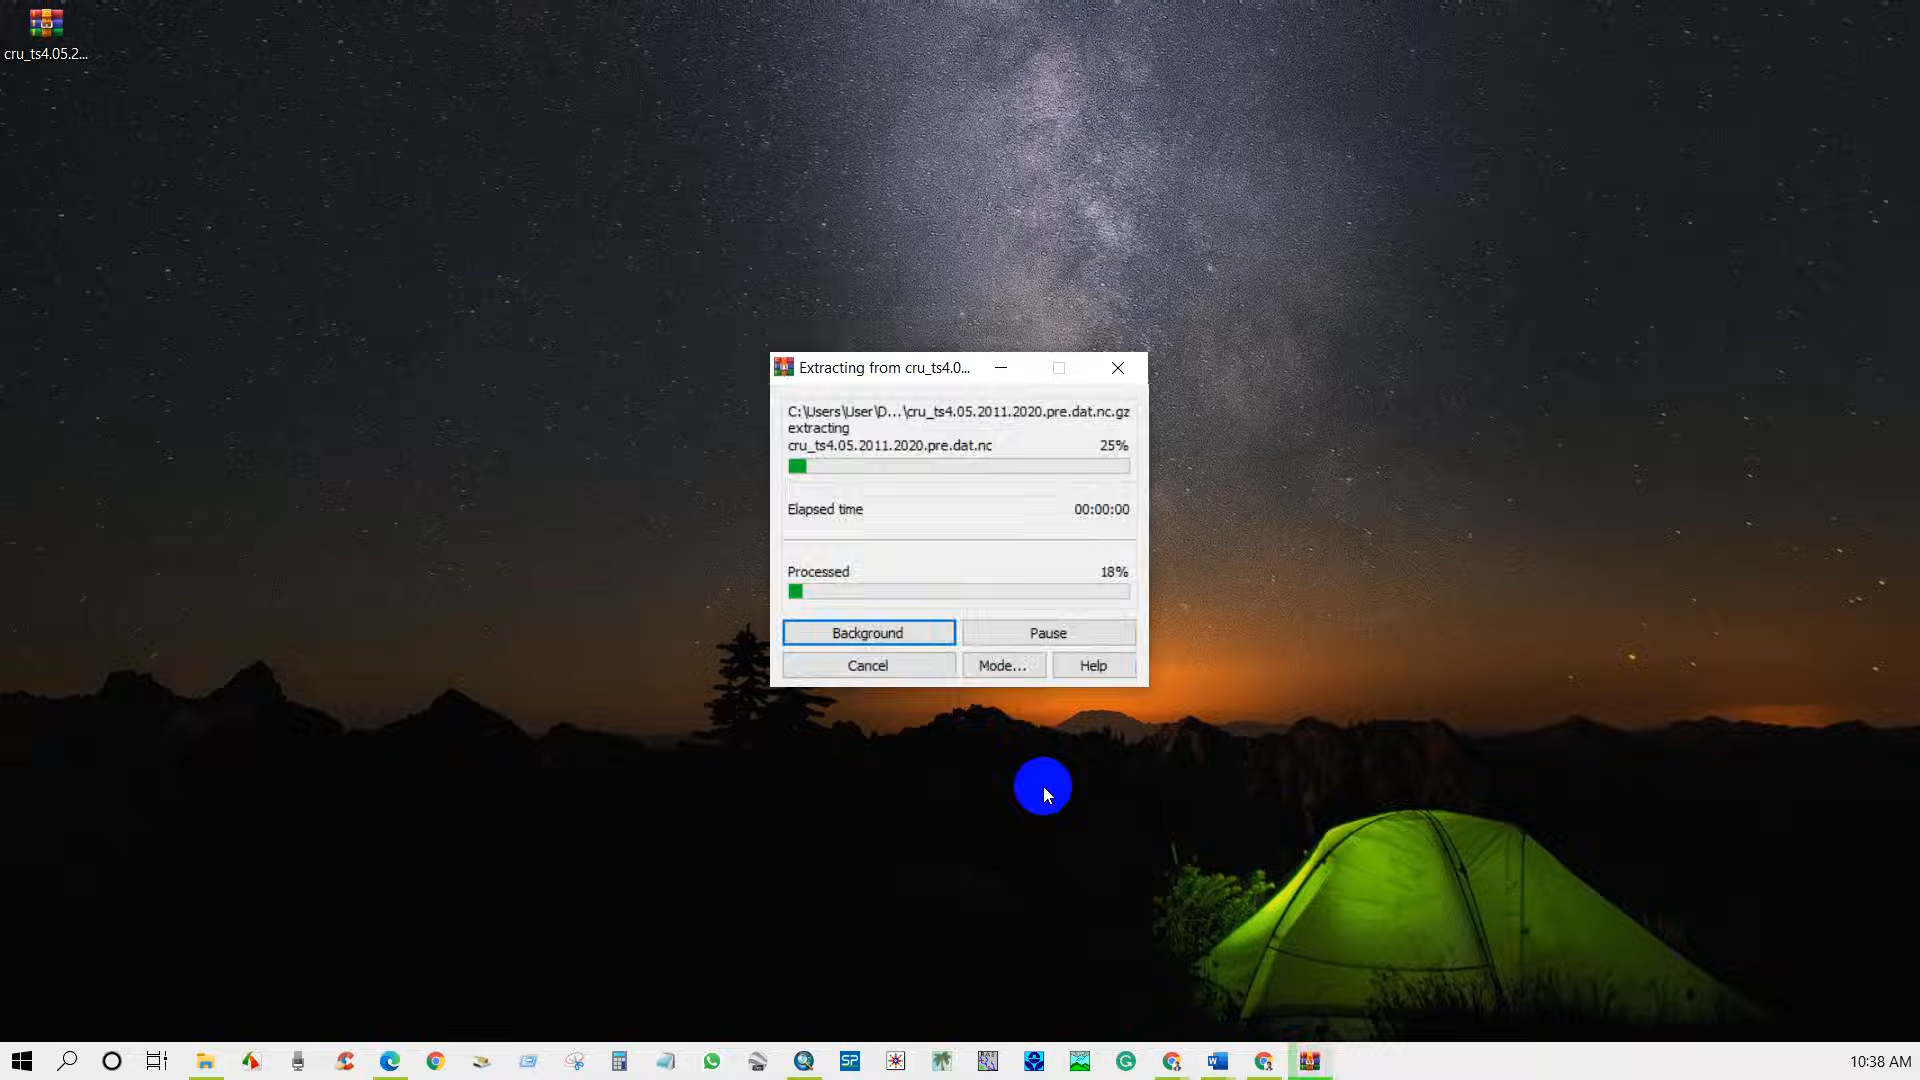 cru_ts4.05.2...
Extracting from cru_ts4.0...
C:\Users\User\D...\cru_ts4.05.2011.2020.pre.dat.nc.gz
extracting
cru_ts4.05.2011.2020.pre.dat.nc 25%
Elapsed time 00:00:00
Processed 18%
Background Pause
Cancel Mode... Help
SP
10:38 AM